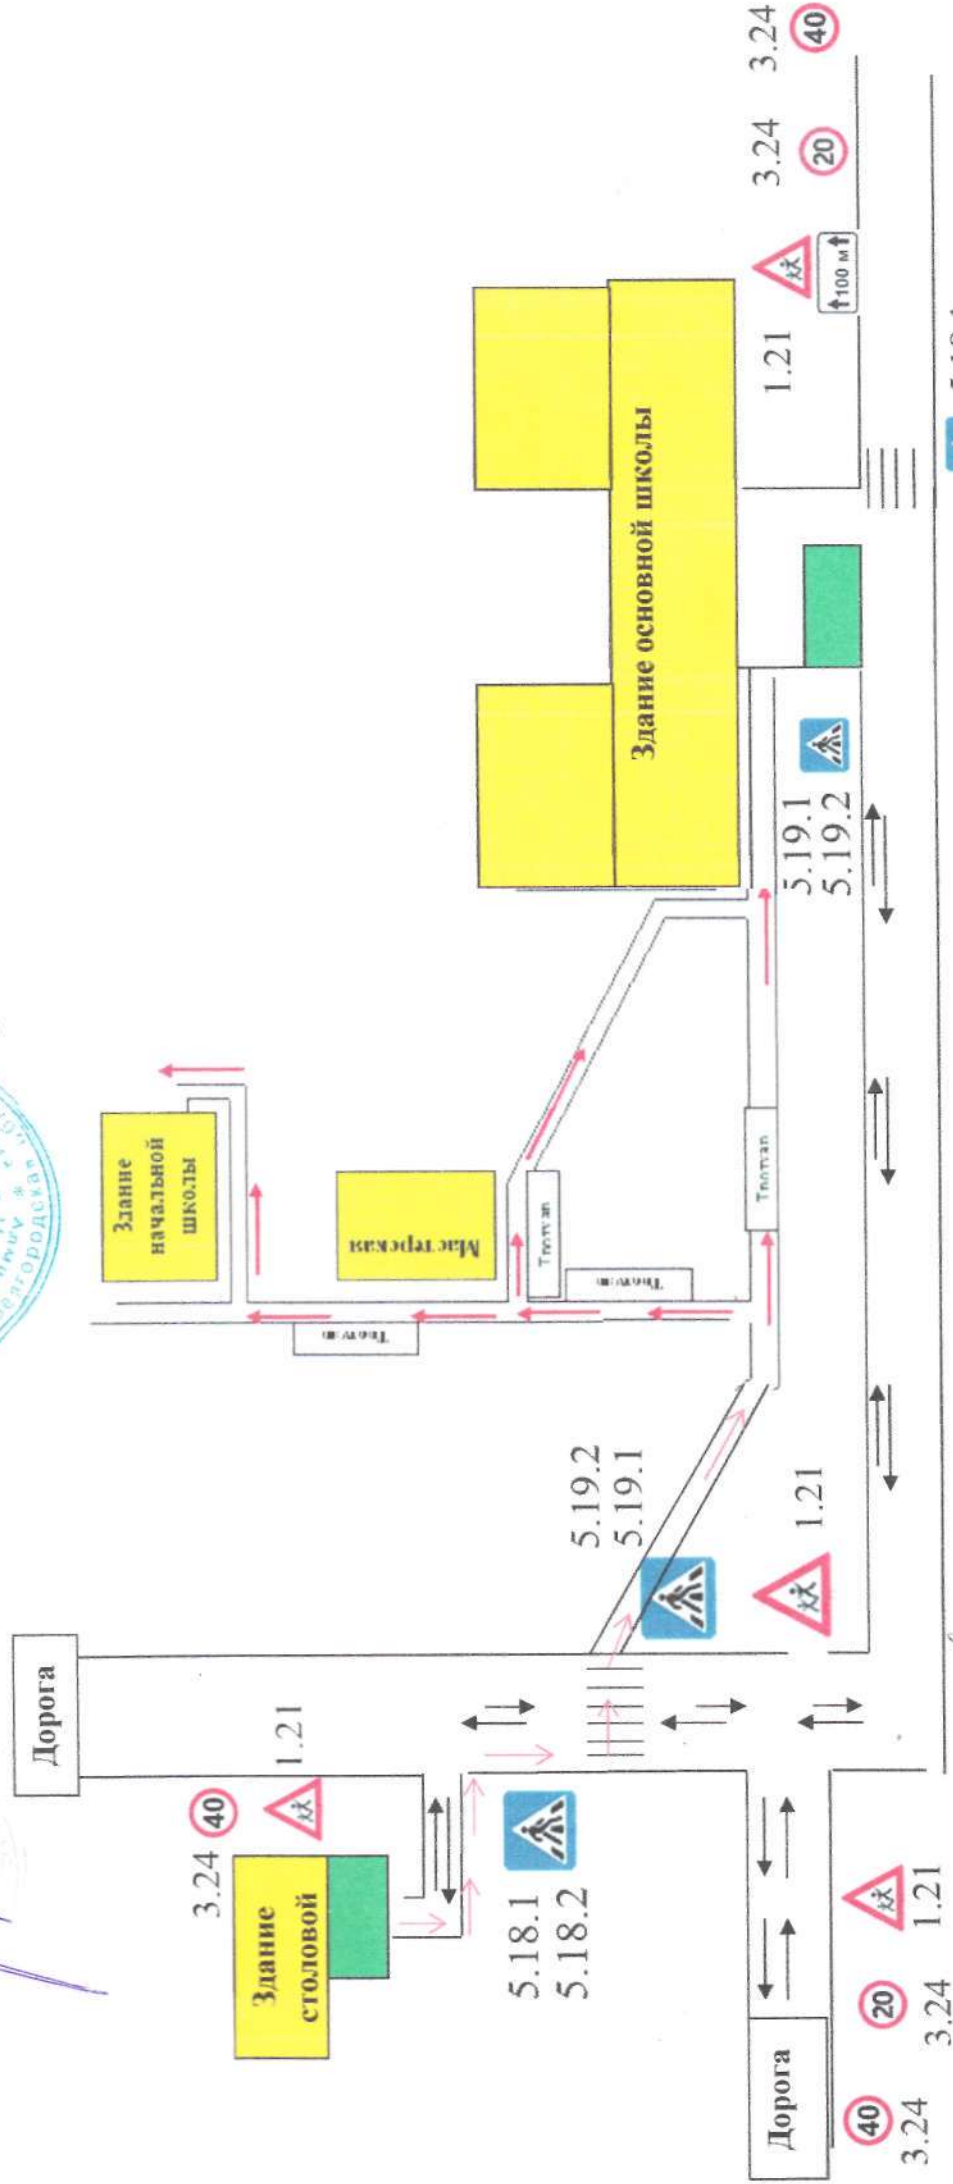 Дорога
3.24
40
1.21
Здание
столовой
5.18.1
5.18.2
Дорога
40
3.24
20
3.24
1.21
5.19.2
5.19.1
1.21
Здание
начальной
школы
Мастерская
Тротуар
Тротуар
Тротуар
Тротуар
5.19.1
5.19.2
Здание основной школы
1.21
100 м
3.24
20
3.24
40